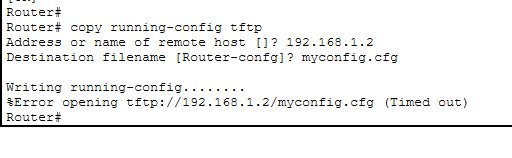 Router#
Router# copy running-config tftp
Address or name of remote host []? 192.168.1.2
Destination filename [Router-confg]? myconfig.cfg
Writing running-config........
%Error opening tftp://192.168.1.2/myconfig.cfg (Timed out)
Router#